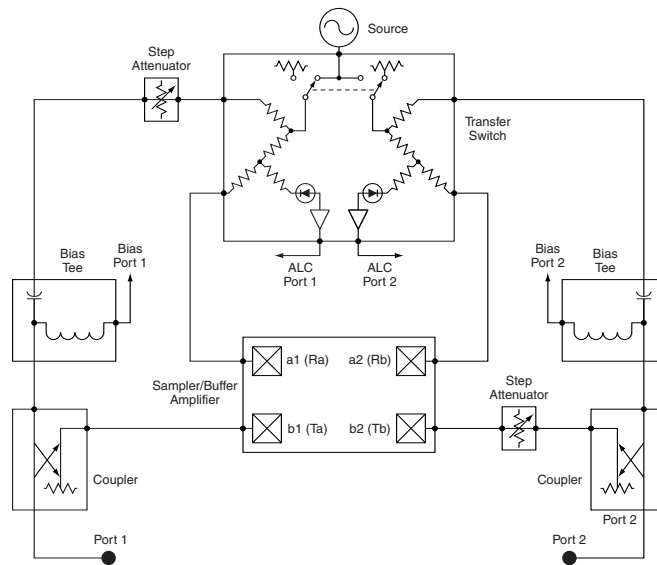 Source
Step
Attenuator
Transfer
Switch
Bias
Tee
Bias
Port 1
ALC
Port 1
ALC
Port 2
Bias
Port 2
Bias
Tee
a1 (Ra)
a2 (Rb)
Sampler/Buffer
Amplifier
Step
Attenuator
b1 (Ta)
b2 (Tb)
Coupler
Coupler
Port 2
Port 1
Port 2